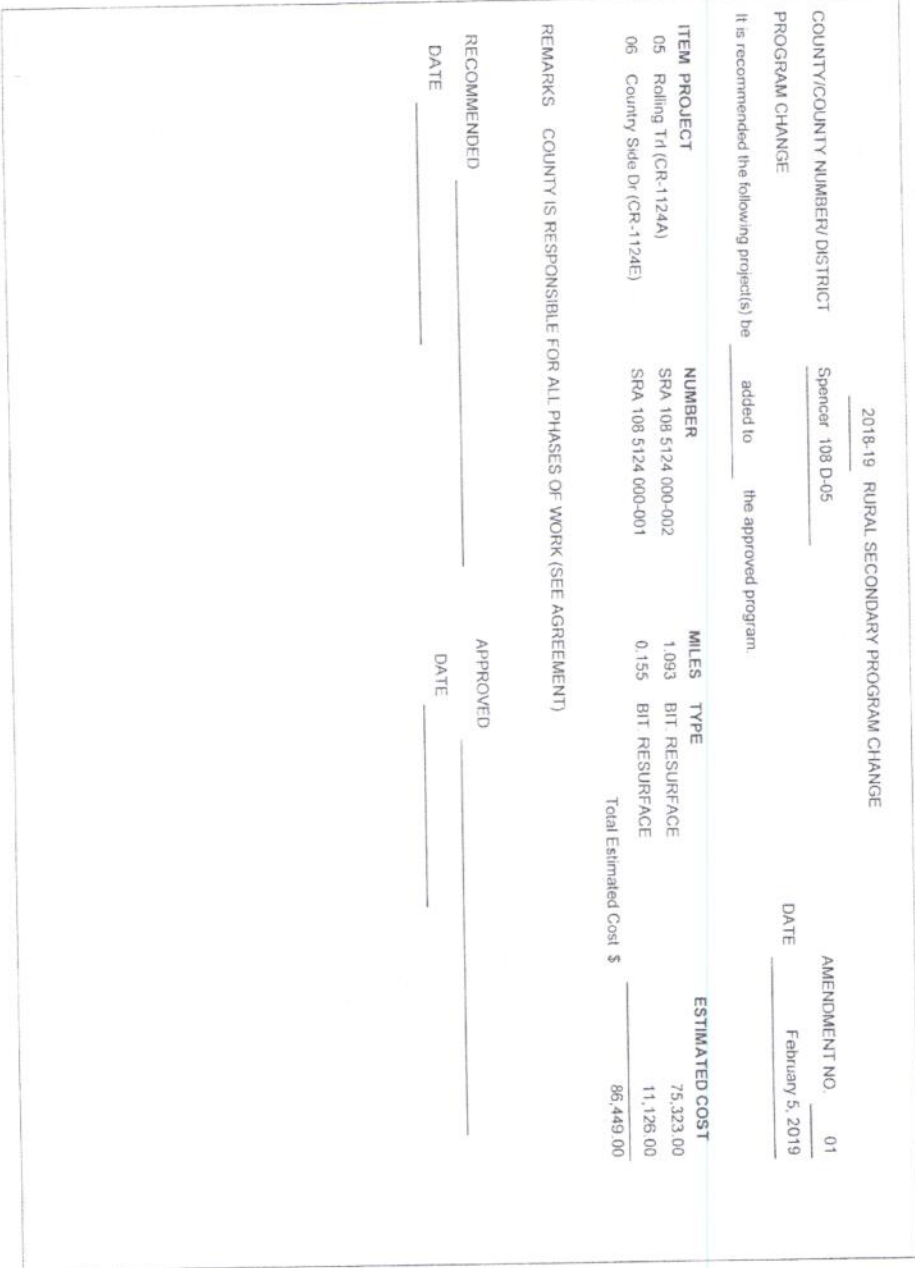 2018-19 RURAL SECONDARY PROGRAM CHANGE
AMENDMENT NO. 01
COUNTY/COUNTY NUMBER/ DISTRICT Spencer 108 D-05
DATE February 5, 2019
PROGRAM CHANGE
It is recommended the following project(s) be added to the approved program.
ITEM PROJECT NUMBER MILES TYPE ESTIMATED COST
05 Rolling Trl (CR-1124A) SRA 108 5124 000-002 1.093 BIT. RESURFACE 75,323.00
06 Country Side Dr (CR-1124E) SRA 108 5124 000-001 0.155 BIT. RESURFACE 11,126.00
Total Estimated Cost $ 86,449.00
REMARKS COUNTY IS RESPONSIBLE FOR ALL PHASES OF WORK (SEE AGREEMENT)
RECOMMENDED APPROVED
DATE DATE